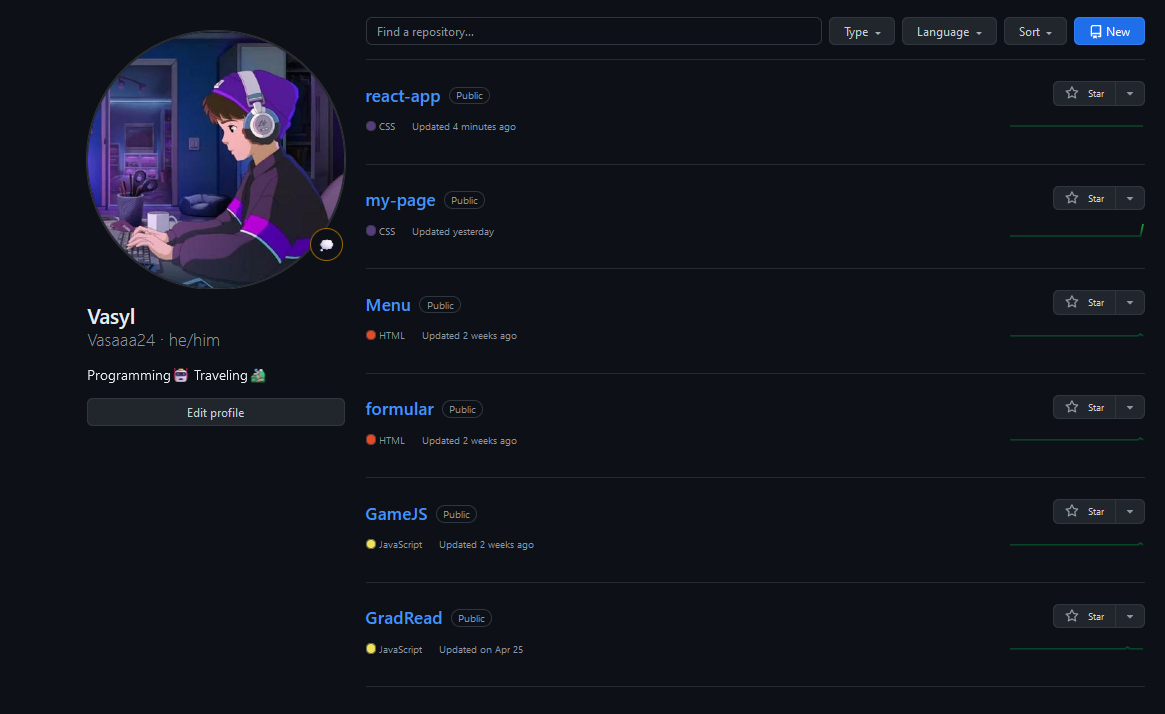 Find a repository...
Type
Language
Sort
New
react-app Public
Star
CSS Updated 4 minutes ago
my-page Public
Star
CSS Updated yesterday
Vasyl
Vasaaa24 · he/him
Programming Traveling
Edit profile
Menu Public
Star
HTML Updated 2 weeks ago
formular Public
Star
HTML Updated 2 weeks ago
GameJS Public
Star
JavaScript Updated 2 weeks ago
GradRead Public
Star
JavaScript Updated on Apr 25